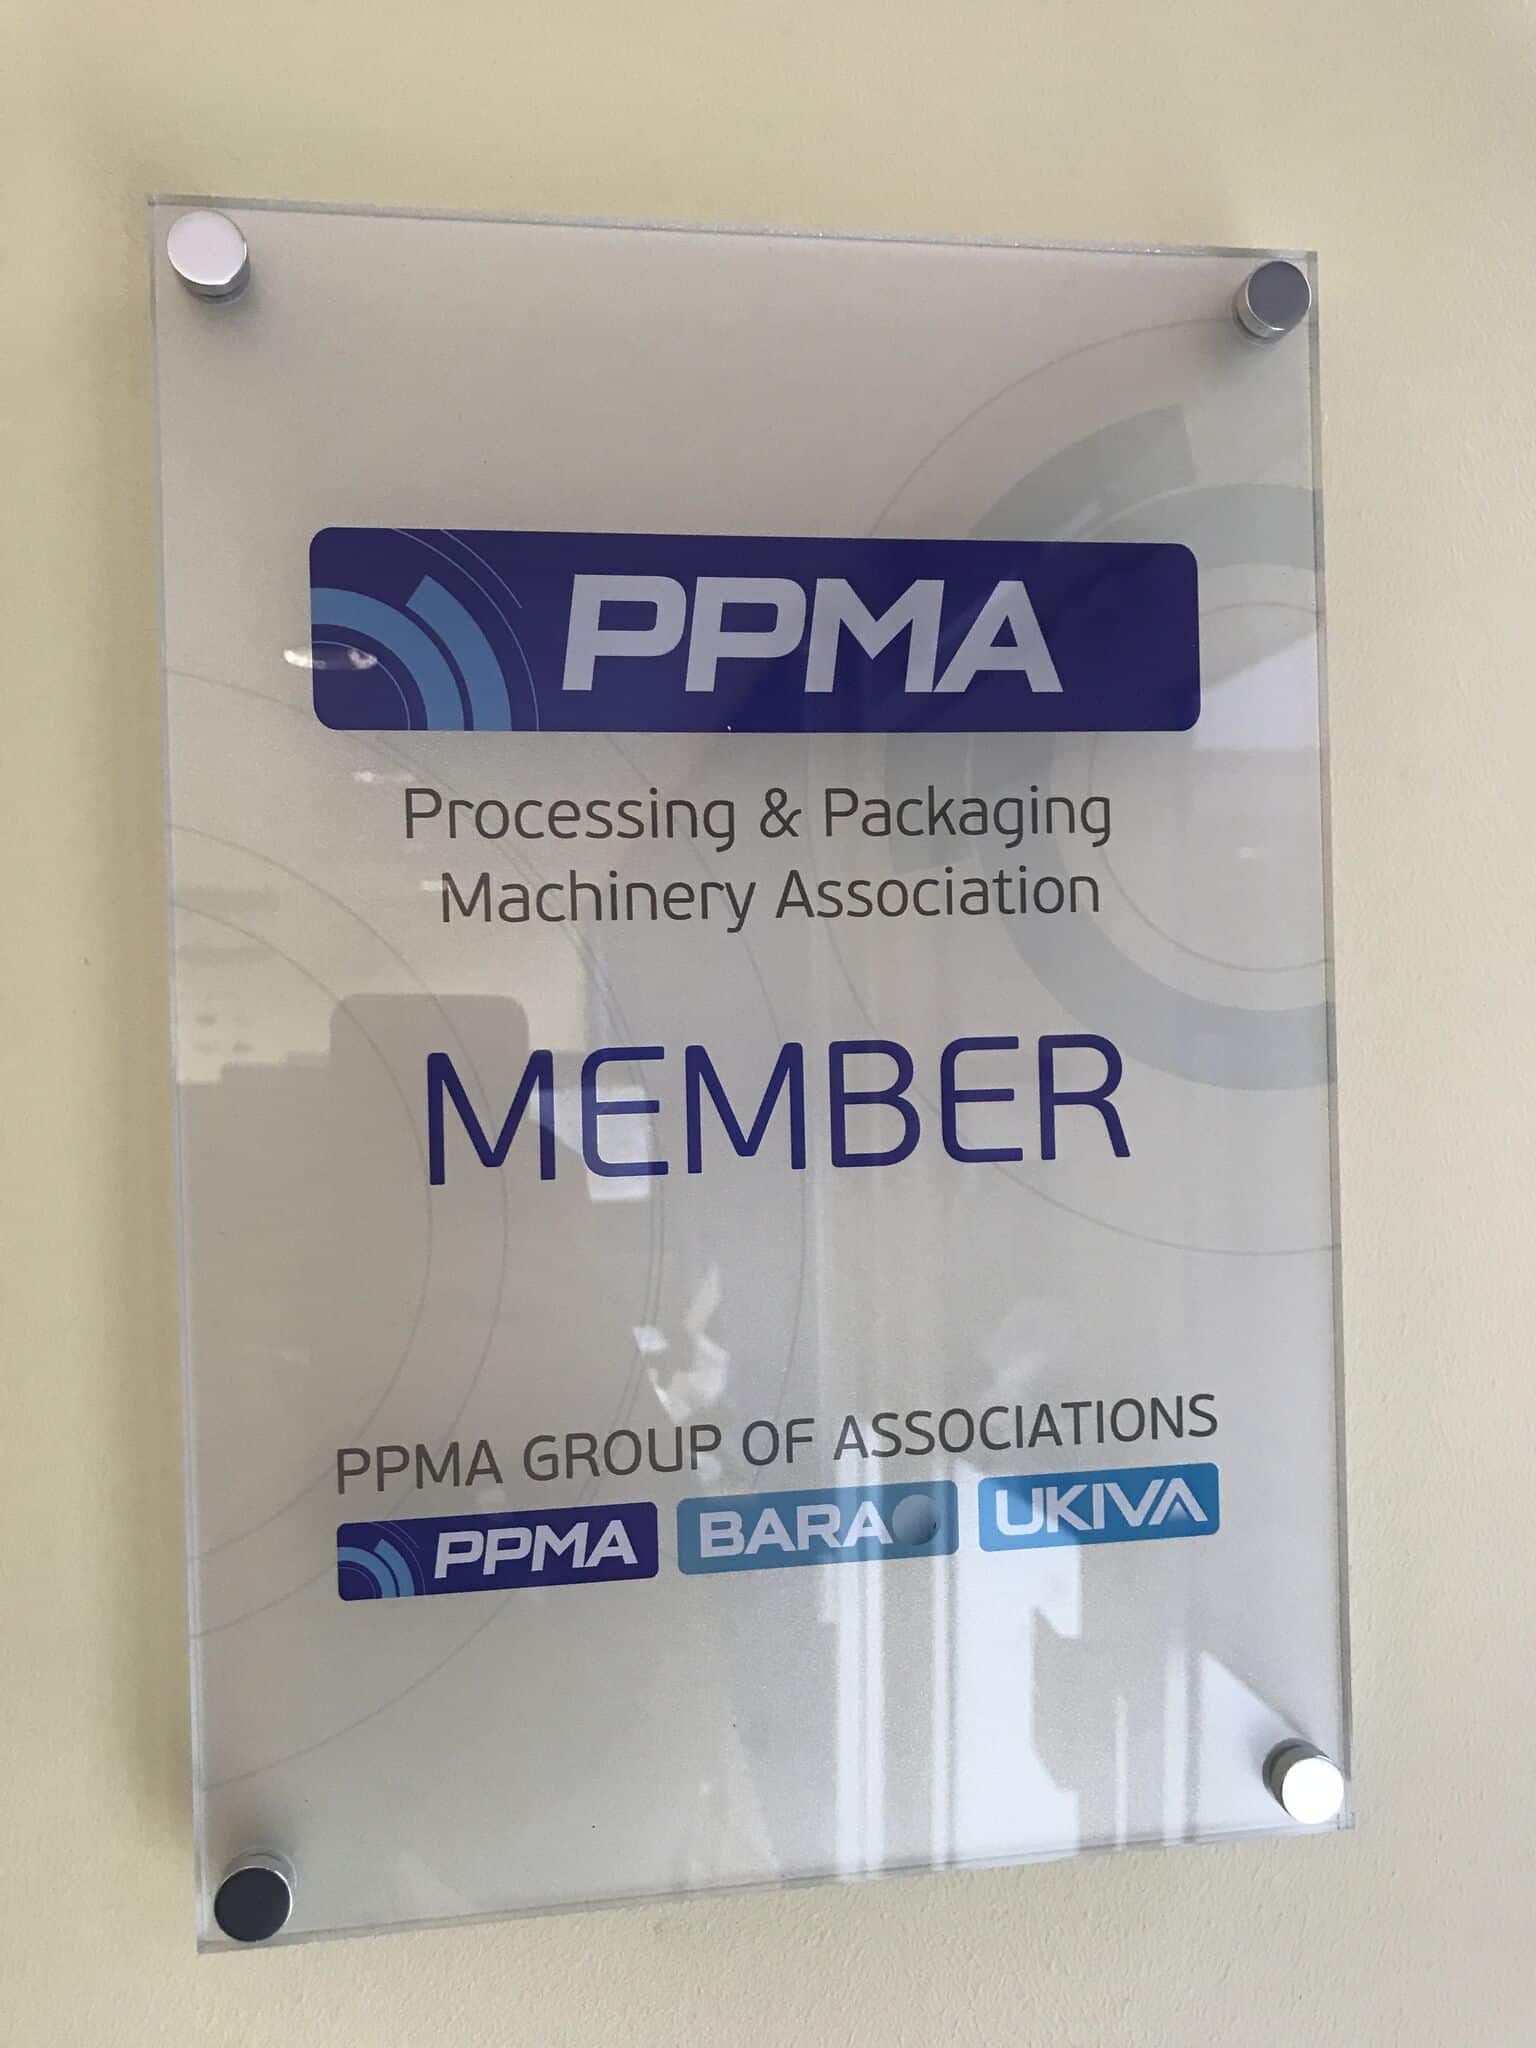 PPMA
Processing & Packaging
Machinery Association
MEMBER
PPMA GROUP OF ASSOCIATIONS
PPMA BARA UKIVA